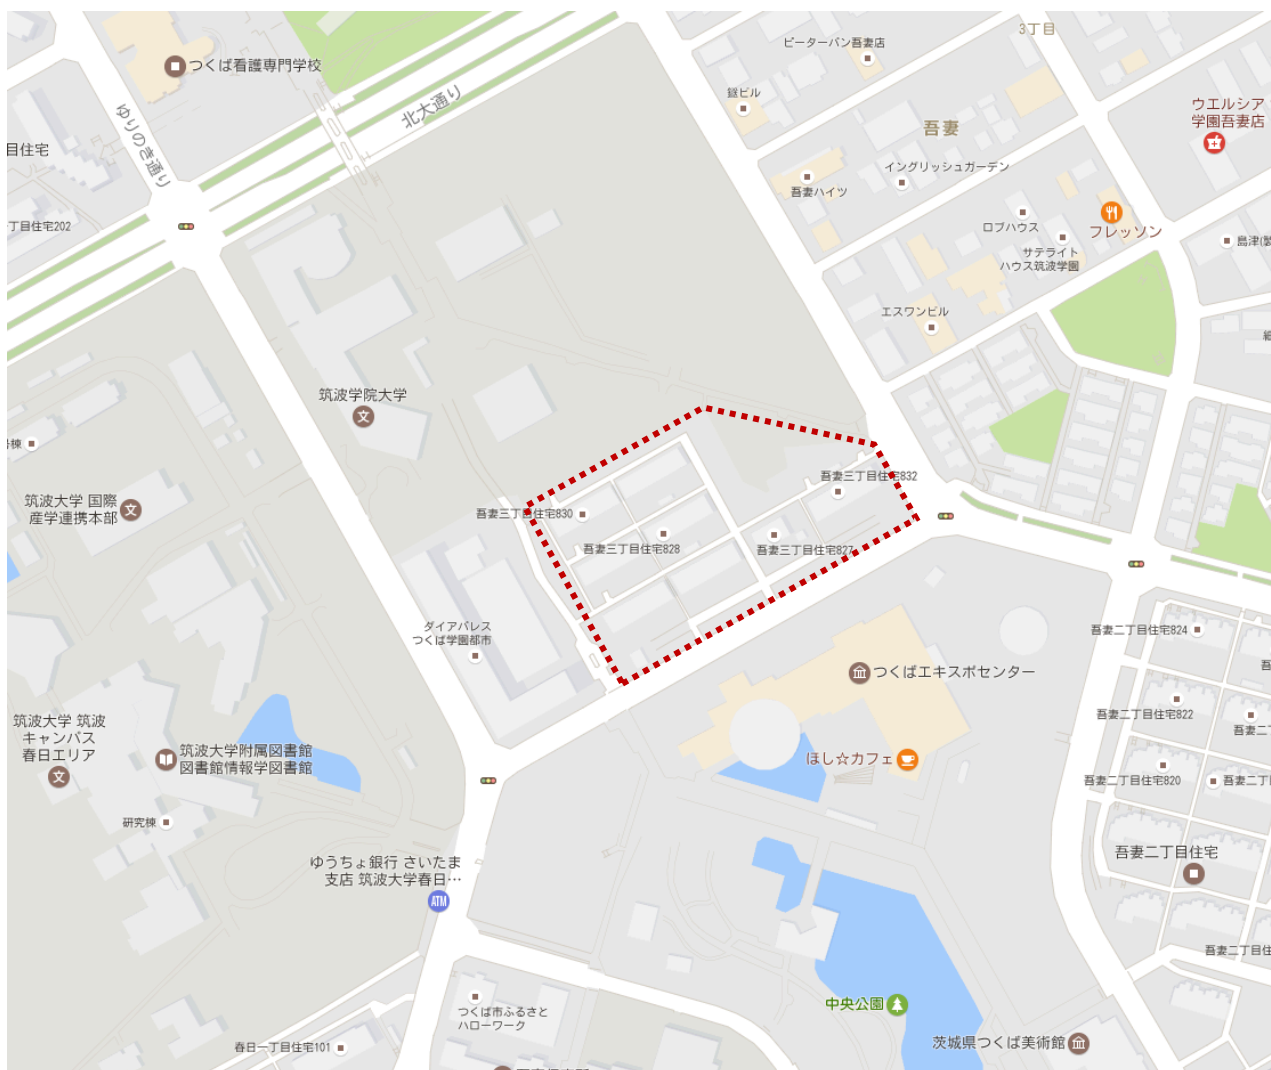 3丁目
ピーターパン吾妻店
つくば看護専門学校
鎹ビル
北大通り
ゆりのき通り
ウエルシア
学園吾妻店
吾妻
目住宅
イングリッシュガーデン
吾妻ハイツ
丁目住宅202
ロブハウス
フレッソン
サテライト
ハウス筑波学園
エスワンビル
筑波学院大学
号棟
吾妻三丁目住宅832
筑波大学 国際
産学連携本部
吾妻三丁目住宅830
吾妻三丁目住宅828
吾妻三丁目住宅827
ダイアパレス
つくば学園都市
吾妻二丁目住宅824
つくばエキスポセンター
吾妻二丁目住宅822
筑波大学 筑波
キャンパス
春日エリア
筑波大学附属図書館
図書館情報学図書館
ほし☆カフェ
吾妻二丁目住宅820
吾妻二丁
研究棟
吾妻二丁目住宅
ゆうちょ銀行 さいたま
支店 筑波大学春日…
ATM
吾妻二丁目住
中央公園
つくば市ふるさと
ハローワーク
茨城県つくば美術館
春日一丁目住宅101